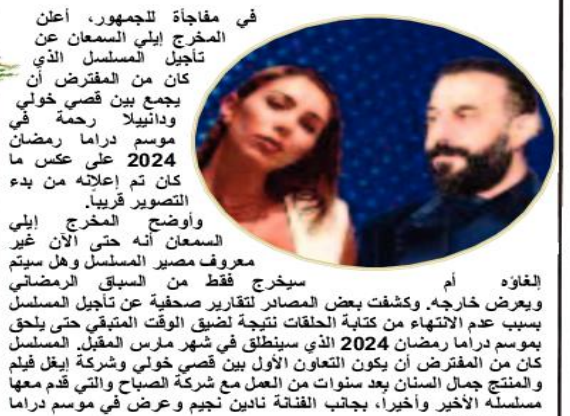 في مفاجأة للجمهور، أعلن
المخرج إيلي السمعان عن
تأجيل المسلسل الذي
كان من المفترض أن
يجمع بين قصي خولي
ودانييلا رحمة في
موسم دراما رمضان
2024 على عكس ما
كان تم إعلانه من بدء
التصوير قريباً.
وأوضح المخرج إيلي
السمعان أنه حتى الآن غير
معروف مصير المسلسل وهل سيتم
إلغاؤه أم سيخرج فقط من السباق الرمضاني
ويعرض خارجه. وكشفت بعض المصادر لتقارير صحفية عن تأجيل المسلسل
بسبب عدم الانتهاء من كتابة الحلقات نتيجة لضيق الوقت المتبقي حتى يلحق
بموسم دراما رمضان 2024 الذي سينطلق في شهر مارس المقبل. المسلسل
كان من المفترض أن يكون التعاون الأول بين قصي خولي وشركة إيغل فيلم
والمنتج جمال السنان بعد سنوات من العمل مع شركة الصباح والتي قدم معها
مسلسله الأخير وأخيراً، بجانب الفنانة نادين نجيم وعرض في موسم دراما